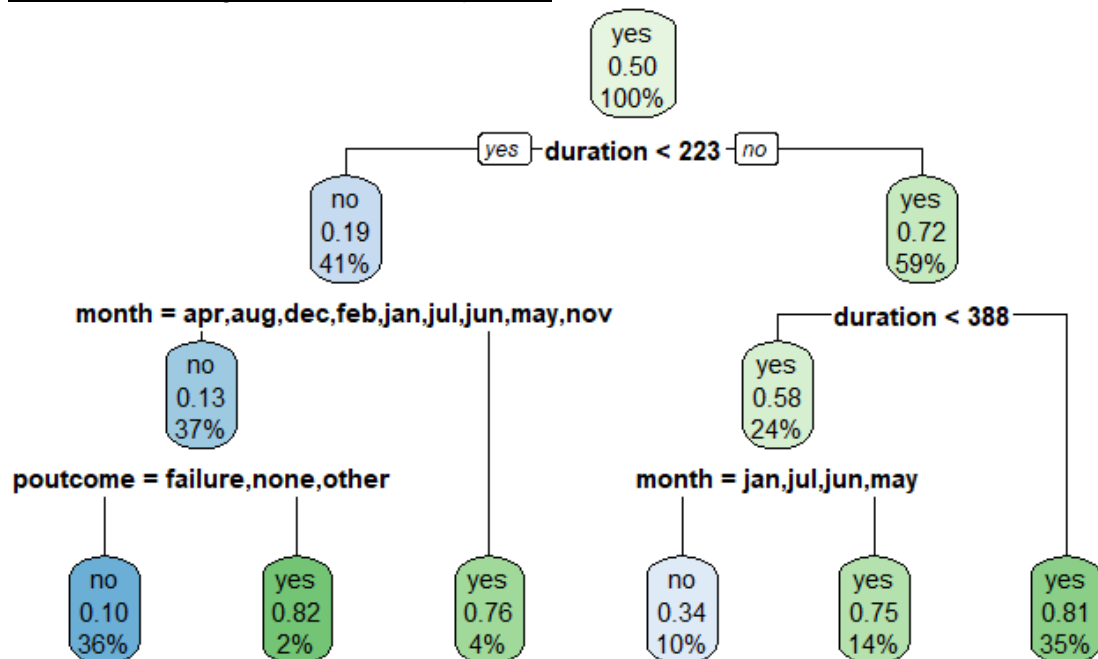 yes
0.50
100%
yes duration < 223 no
no
0.19
41%
yes
0.72
59%
month = apr,aug,dec,feb,jan,jul,jun,may,nov
duration < 388
no
0.13
37%
yes
0.58
24%
poutcome = failure,none,other
month = jan,jul,jun,may
no
0.10
36%
yes
0.82
2%
yes
0.76
4%
no
0.34
10%
yes
0.75
14%
yes
0.81
35%